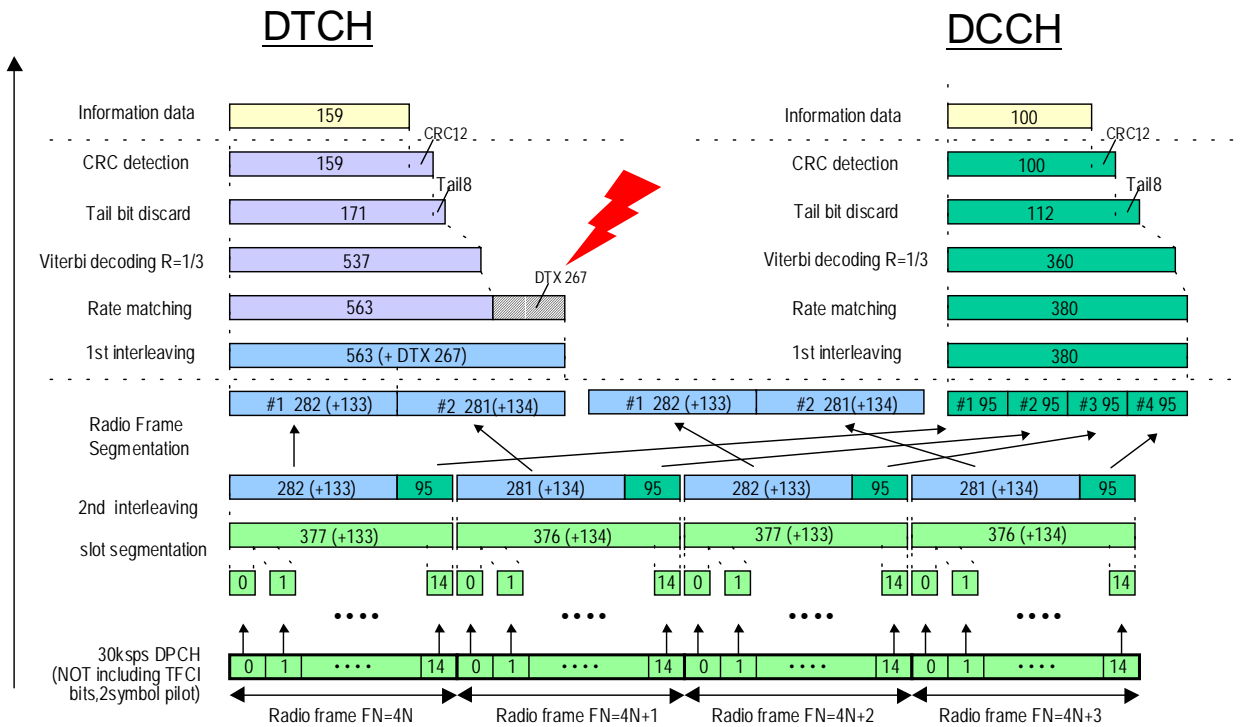 DTCH
DCCH
Information data
159
Information data
100
CRC12
CRC12
CRC detection
159
CRC detection
100
Tail8
Tail8
Tail bit discard
171
Tail bit discard
112
Viterbi decoding R=1/3
537
Viterbi decoding R=1/3
360
DTX 267
Rate matching
563
Rate matching
380
1st interleaving
563 (+ DTX 267)
1st interleaving
380
#1 282 (+133)
#2 281(+134)
#1 282 (+133)
#2 281(+134)
#1 95
#2 95
#3 95
#4 95
Radio Frame
Segmentation
282 (+133)
95
281 (+134)
95
282 (+133)
95
281 (+134)
95
2nd interleaving
377 (+133)
376 (+134)
377 (+133)
376 (+134)
slot segmentation
0
1
14
0
1
14
0
1
14
0
1
14
• • • •
• • • •
• • • •
• • • •
30ksps DPCH
(NOT including TFCI
bits,2symbol pilot)
0
1
• • • •
14
0
1
• • • •
14
0
1
• • • •
14
0
1
• • • •
14
Radio frame FN=4N
Radio frame FN=4N+1
Radio frame FN=4N+2
Radio frame FN=4N+3